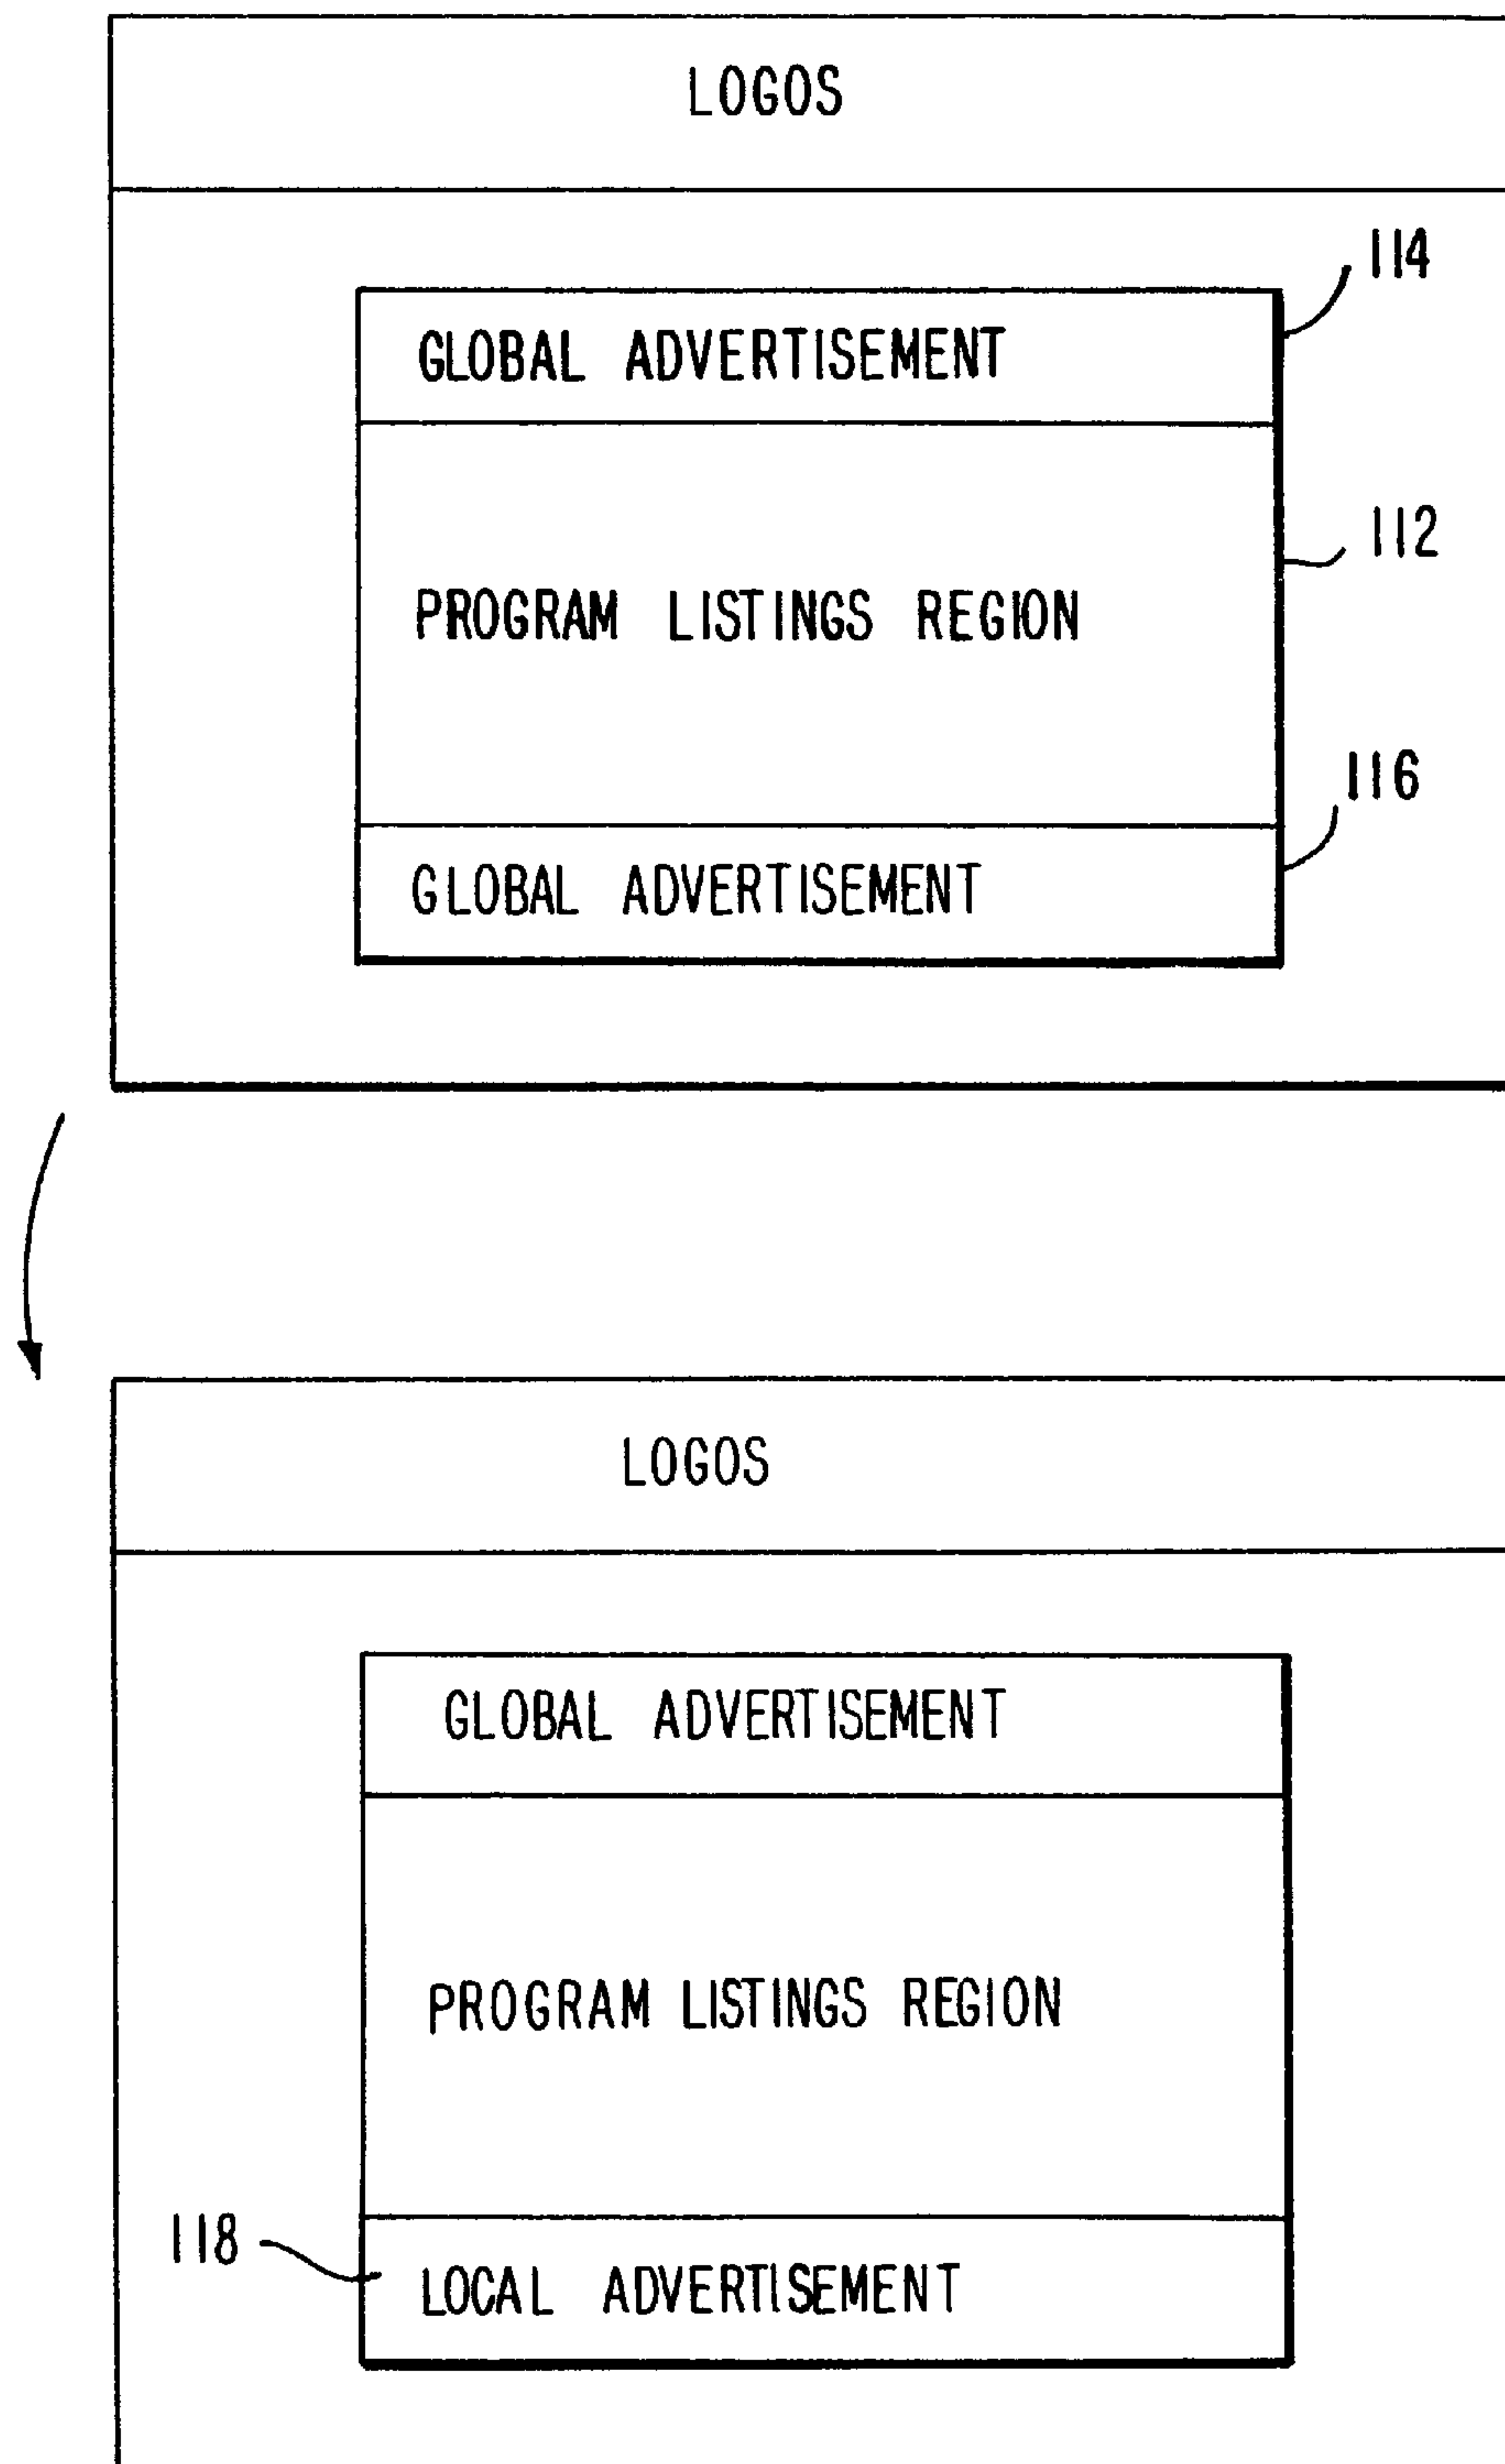 LOGOS
114
GLOBAL ADVERTISEMENT
112
PROGRAM LISTINGS REGION
116
GLOBAL ADVERTISEMENT
LOGOS
GLOBAL ADVERTISEMENT
PROGRAM LISTINGS REGION
118
LOCAL ADVERTISEMENT